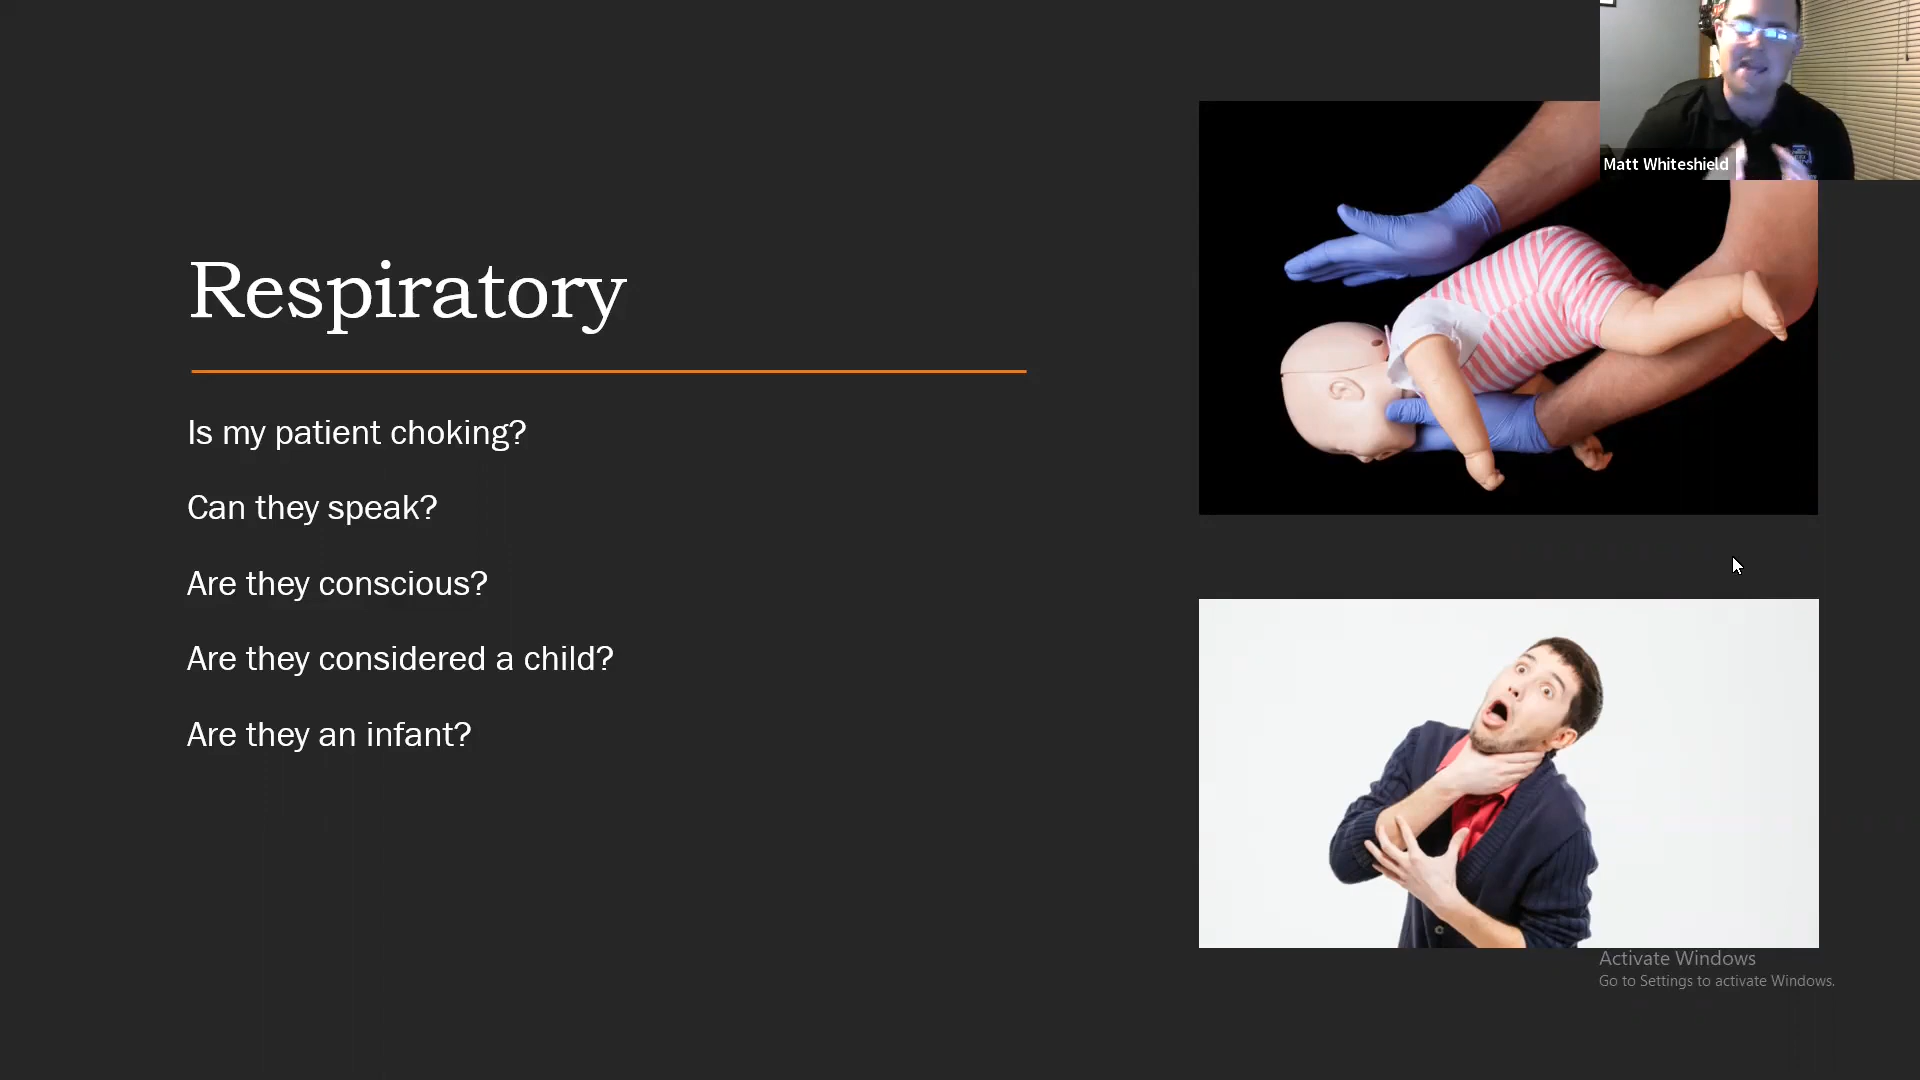 Matt Whiteshield
Respiratory
Is my patient choking?
Can they speak?
Are they conscious?
Are they considered a child?
Are they an infant?
Activate Windows
Go to Settings to activate Windows.